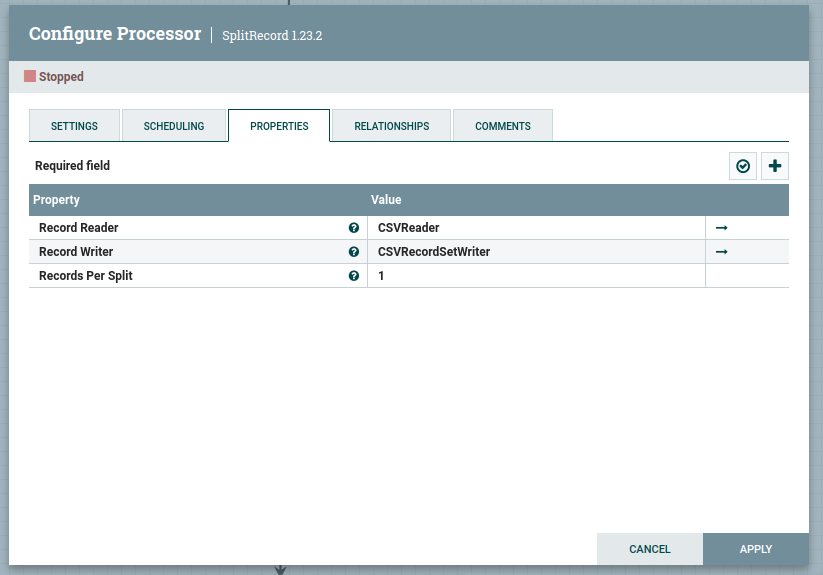 Configure Processor | SplitRecord 1.23.2
Stopped
SETTINGS SCHEDULING PROPERTIES RELATIONSHIPS COMMENTS
Required field
Property Value
Record Reader CSVReader
Record Writer CSVRecordSetWriter
Records Per Split 1
CANCEL APPLY